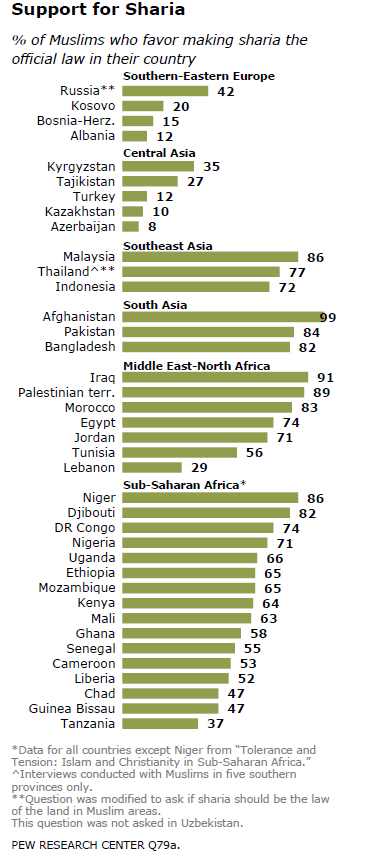 Support for Sharia
% of Muslims who favor making sharia the
official law in their country
Southern-Eastern Europe
Russia** 42
Kosovo 20
Bosnia-Herz. 15
Albania 12
Central Asia
Kyrgyzstan 35
Tajikistan 27
Turkey 12
Kazakhstan 10
Azerbaijan 8
Southeast Asia
Malaysia 86
Thailand^** 77
Indonesia 72
South Asia
Afghanistan 99
Pakistan 84
Bangladesh 82
Middle East-North Africa
Iraq 91
Palestinian terr. 89
Morocco 83
Egypt 74
Jordan 71
Tunisia 56
Lebanon 29
Sub-Saharan Africa*
Niger 86
Djibouti 82
DR Congo 74
Nigeria 71
Uganda 66
Ethiopia 65
Mozambique 65
Kenya 64
Mali 63
Ghana 58
Senegal 55
Cameroon 53
Liberia 52
Chad 47
Guinea Bissau 47
Tanzania 37
*Data for all countries except Niger from “Tolerance and
Tension: Islam and Christianity in Sub-Saharan Africa.”
^Interviews conducted with Muslims in five southern
provinces only.
**Question was modified to ask if sharia should be the law
of the land in Muslim areas.
This question was not asked in Uzbekistan.
PEW RESEARCH CENTER Q79a.